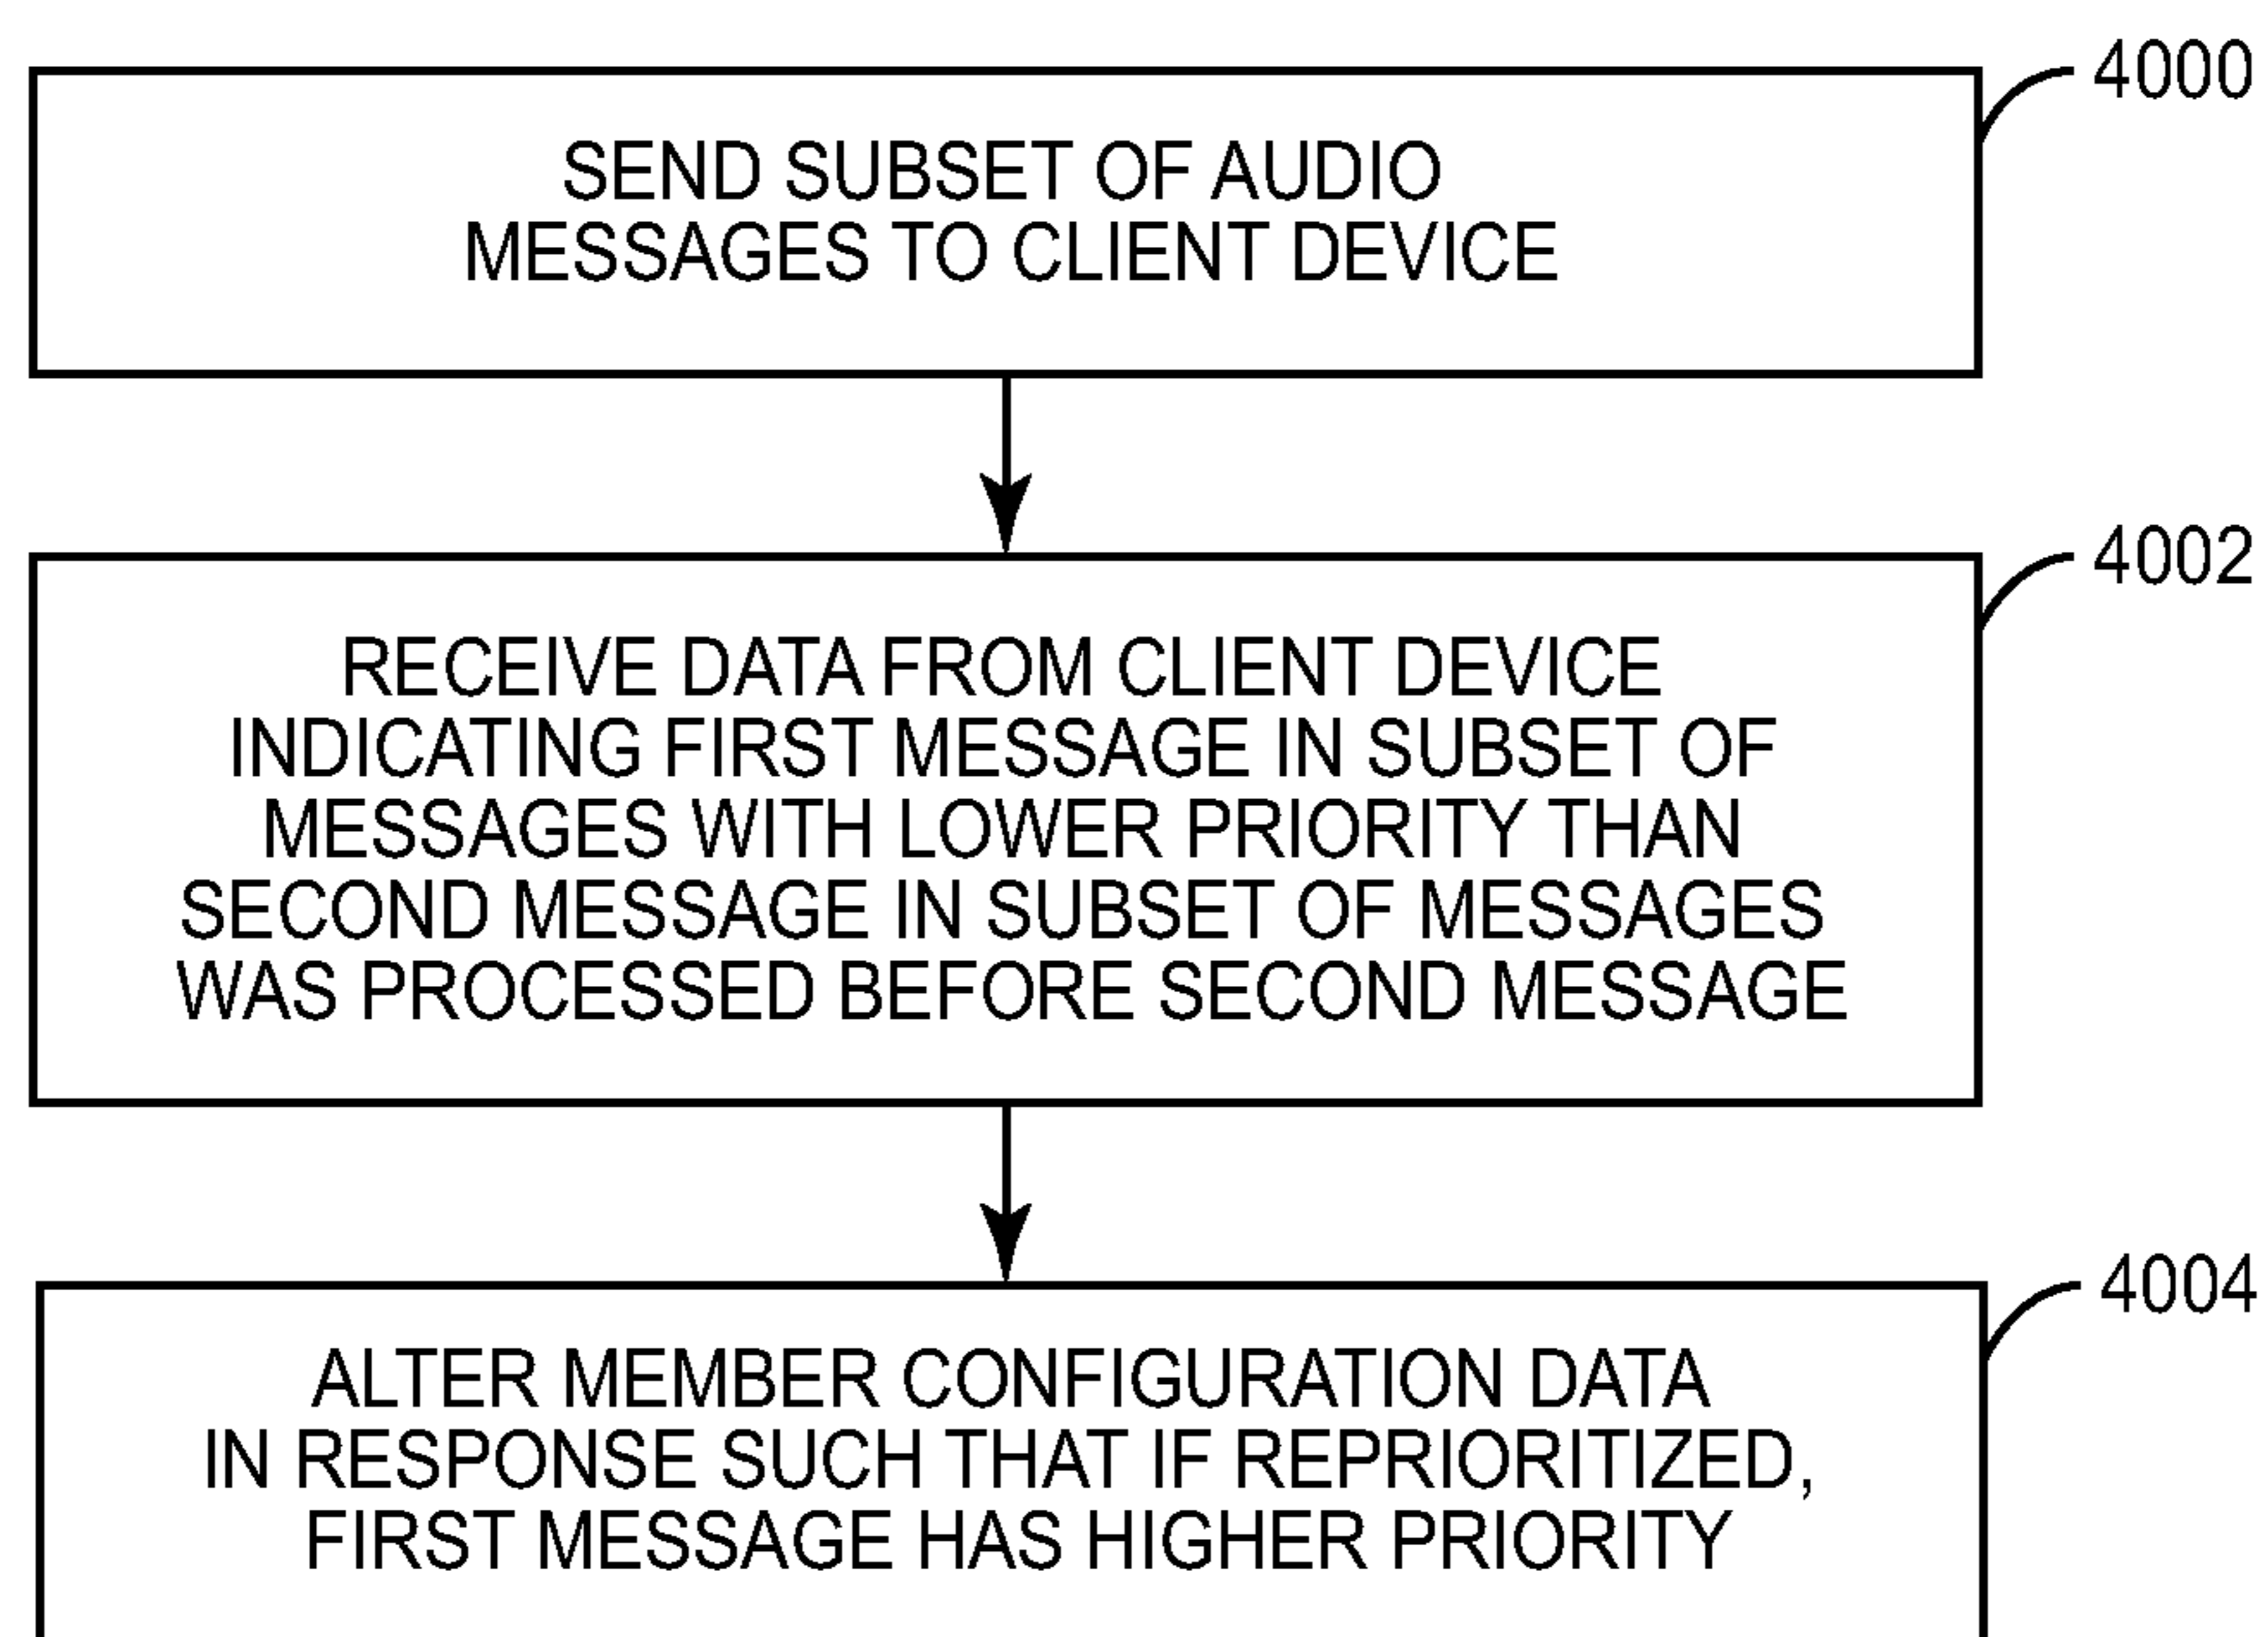 4000
SEND SUBSET OF AUDIO
MESSAGES TO CLIENT DEVICE
4002
RECEIVE DATA FROM CLIENT DEVICE
INDICATING FIRST MESSAGE IN SUBSET OF
MESSAGES WITH LOWER PRIORITY THAN
SECOND MESSAGE IN SUBSET OF MESSAGES
WAS PROCESSED BEFORE SECOND MESSAGE
4004
ALTER MEMBER CONFIGURATION DATA
IN RESPONSE SUCH THAT IF REPRIORITIZED,
FIRST MESSAGE HAS HIGHER PRIORITY